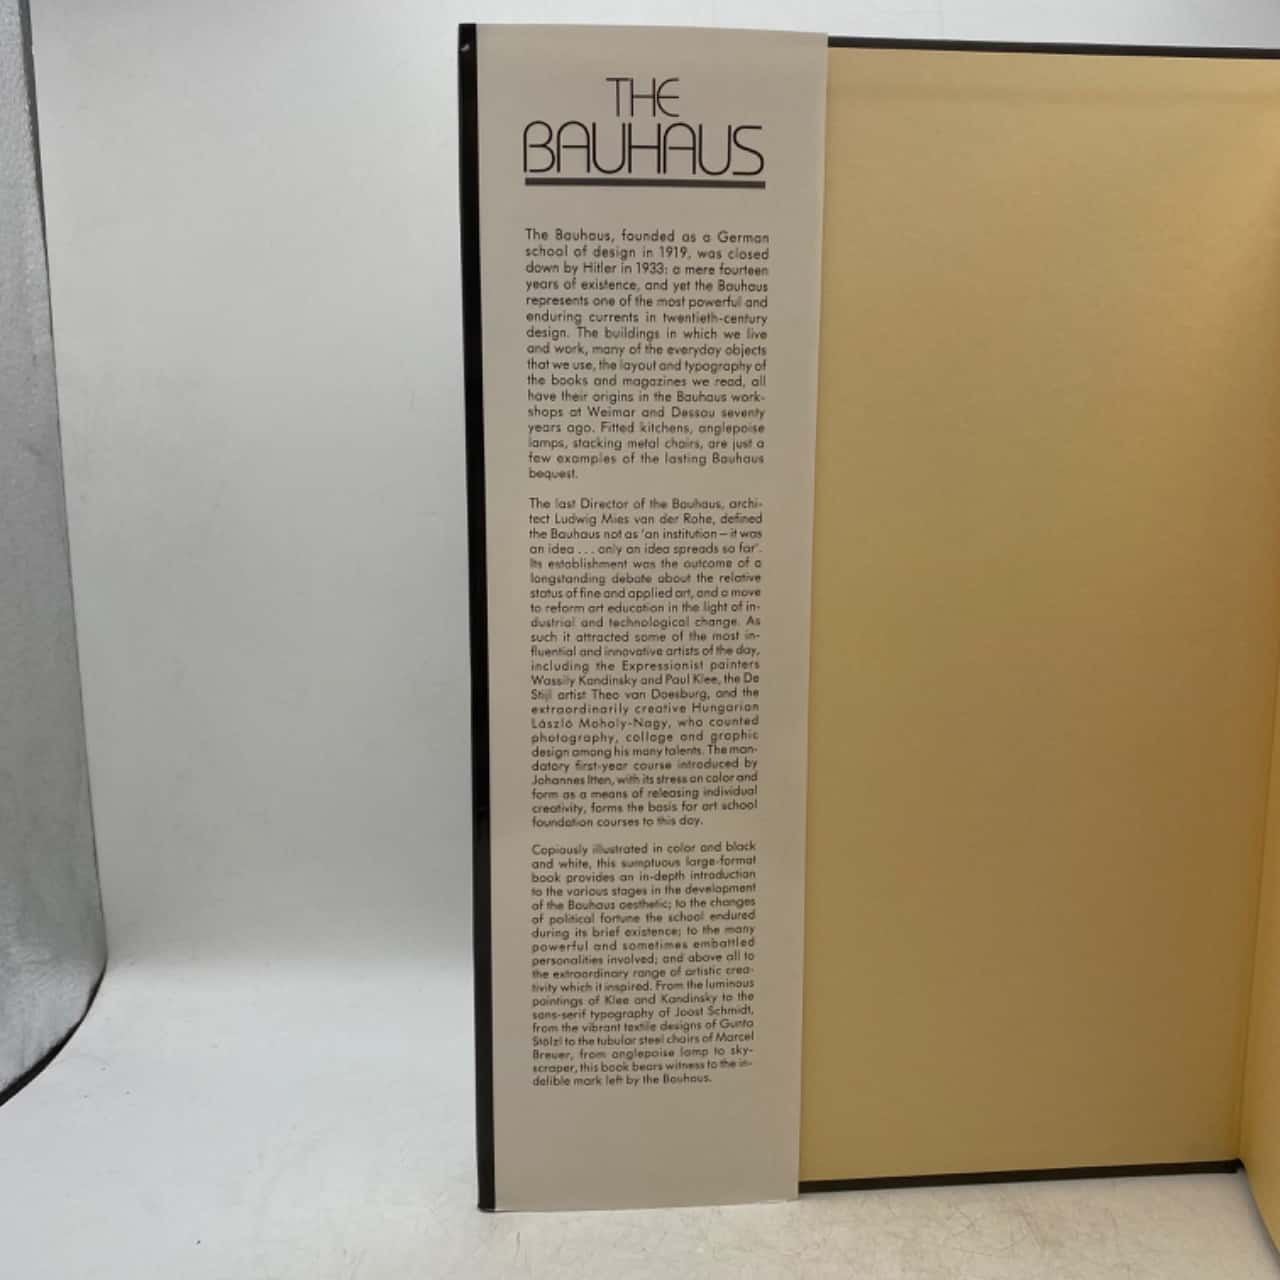 THE
BAUHAUS
The Bauhaus, founded as a German
school of design in 1919, was closed
down by Hitler in 1933: a mere fourteen
years of existence, and yet the Bauhaus
represents one of the most powerful and
enduring currents in twentieth-century
design. The buildings in which we live
and work, many of the everyday objects
that we use, the layout and typography of
the books and magazines we read, all
have their origins in the Bauhaus work-
shops at Weimar and Dessau seventy
years ago. Fitted kitchens, anglepoise
lamps, stacking metal chairs, are just a
few examples of the lasting Bauhaus
bequest.
The last Director of the Bauhaus, archi-
tect Ludwig Mies van der Rohe, defined
the Bauhaus not as 'an institution – it was
an idea . . . only an idea spreads so far'.
Its establishment was the outcome of a
longstanding debate about the relative
status of fine and applied art, and a move
to reform art education in the light of in-
dustrial and technological change. As
such it attracted some of the most in-
fluential and innovative artists of the day,
including the Expressionist painters
Wassily Kandinsky and Paul Klee, the De
Stijl artist Theo van Doesburg, and the
extraordinarily creative Hungarian
László Moholy-Nagy, who counted
photography, collage and graphic
design among his many talents. The man-
datory first-year course introduced by
Johannes Itten, with its stress on color and
form as a means of releasing individual
creativity, forms the basis for art school
foundation courses to this day.
Copiously illustrated in color and black
and white, this sumptuous large-format
book provides an in-depth introduction
to the various stages in the development
of the Bauhaus aesthetic; to the changes
of political fortune the school endured
during its brief existence; to the many
powerful and sometimes embattled
personalities involved; and above all to
the extraordinary range of artistic crea-
tivity which it inspired. From the luminous
paintings of Klee and Kandinsky to the
sans-serif typography of Joost Schmidt,
from the vibrant textile designs of Gunta
Stölzl to the tubular steel chairs of Marcel
Breuer, from anglepoise lamp to sky-
scraper, this book bears witness to the in-
delible mark left by the Bauhaus.